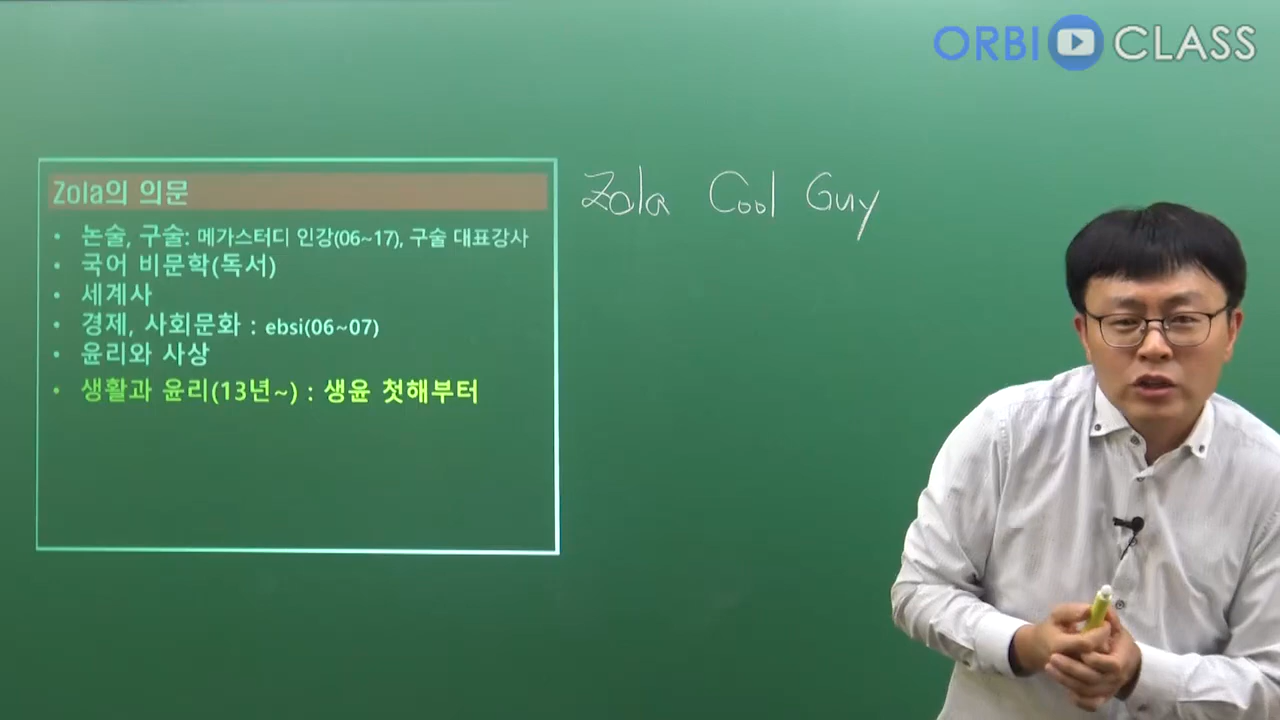 ORBI CLASS
Zola의 의문
Zola Cool Guy
• 논술, 구술: 메가스터디 인강(06~17), 구술 대표강사
• 국어 비문학(독서)
• 세계사
• 경제, 사회문화 : ebsi(06~07)
• 윤리와 사상
• 생활과 윤리(13년~) : 생윤 첫해부터